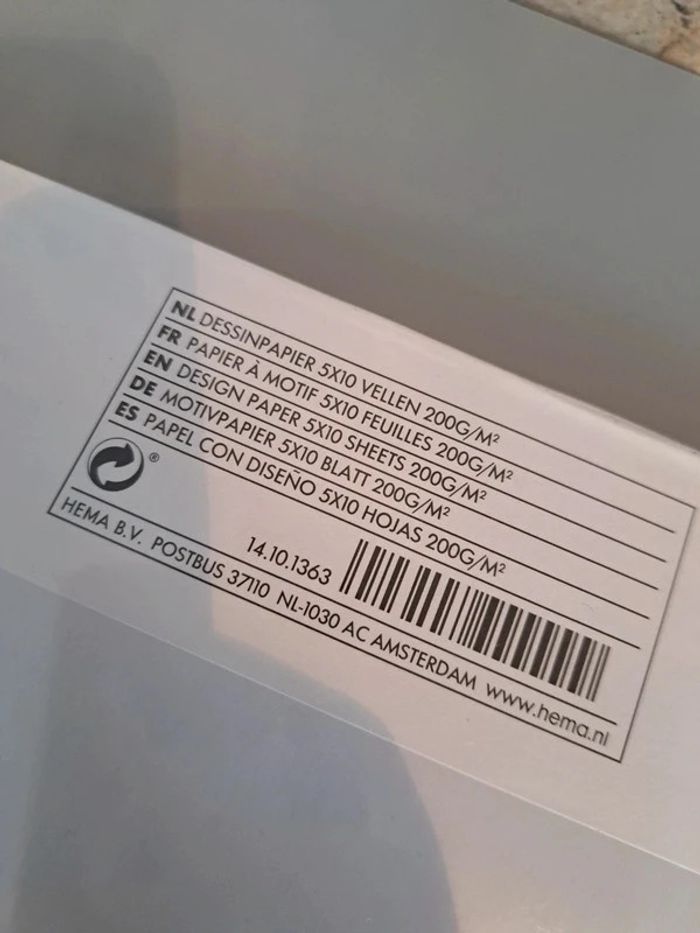 NL DESSINPAPIER 5X10 VELLEN 200G/M²
FR PAPIER À MOTIF 5X10 FEUILLES 200G/M²
EN DESIGN PAPER 5X10 SHEETS 200G/M²
DE MOTIVPAPIER 5X10 BLATT 200G/M²
ES PAPEL CON DISEÑO 5X10 HOJAS 200G/M²
®
14.10.1363
HEMA B.V. POSTBUS 37110 NL-1030 AC AMSTERDAM www.hema.nl